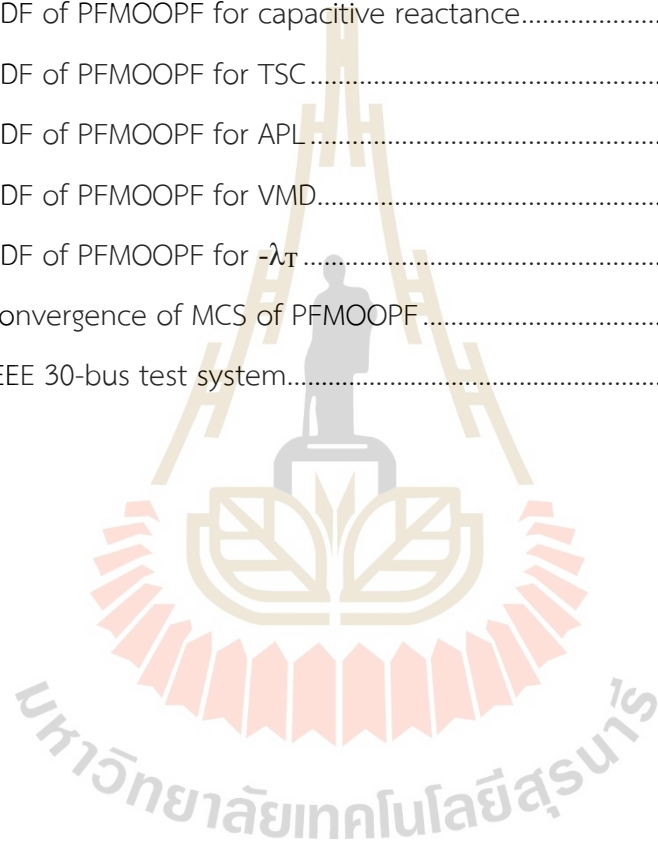 DF of PFMOOPF for capacitive reactance....................
DF of PFMOOPF for TSC..................................................
DF of PFMOOPF for APL..................................................
DF of PFMOOPF for VMD.................................................
DF of PFMOOPF for -λT...................................................
onvergence of MCS of PFMOOPF...................................
EEE 30-bus test system.....................................................
มหาวิทยาลัยเทคโนโลยีสุรนารี